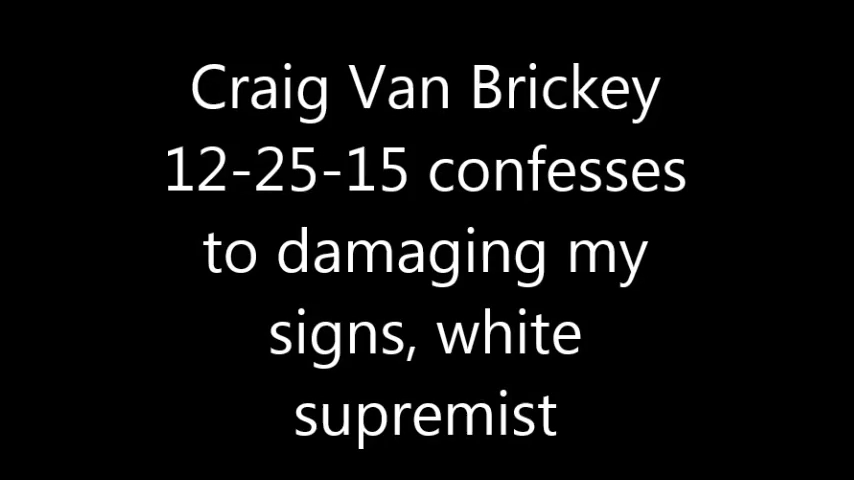 Craig Van Brickey
12-25-15 confesses
to damaging my
signs, white
supremist